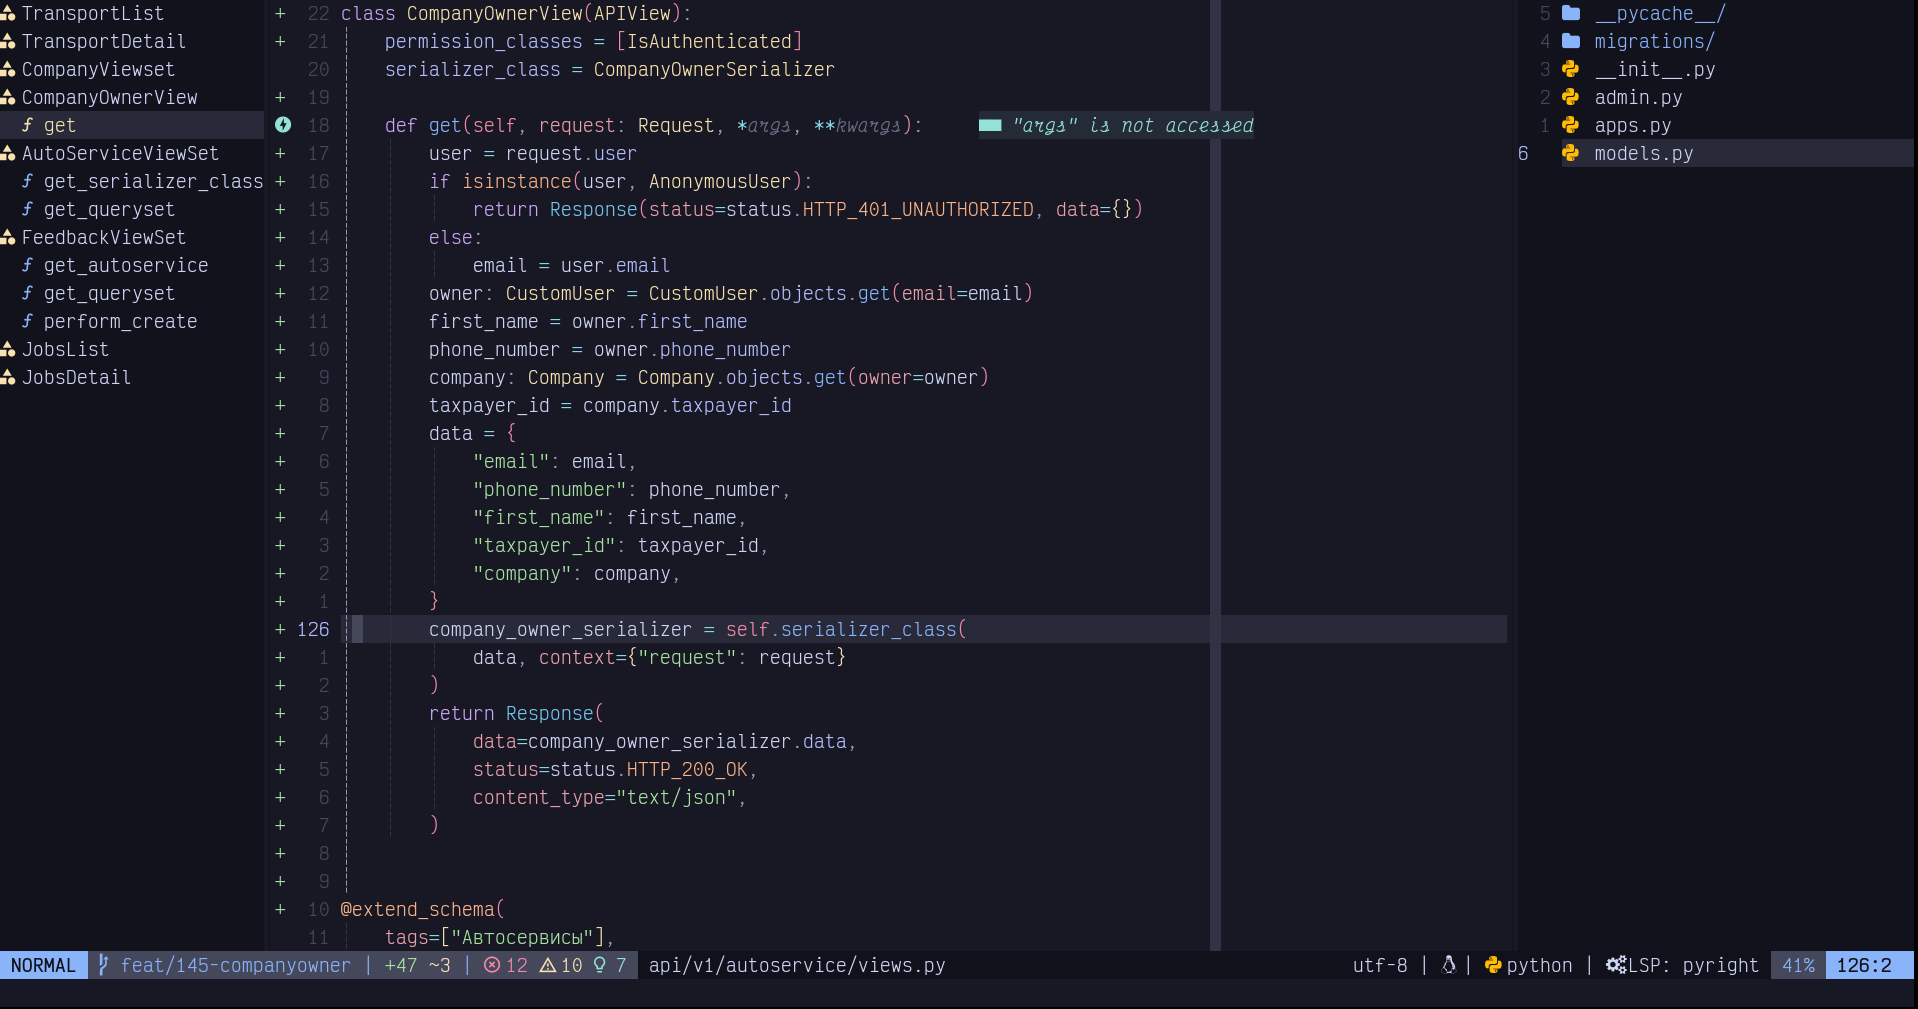 TransportList
TransportDetail
CompanyViewset
CompanyOwnerView
get
AutoServiceViewSet
get_serializer_class
get_queryset
FeedbackViewSet
get_autoservice
get_queryset
perform_create
JobsList
JobsDetail
+ 22 class CompanyOwnerView(APIView):
+ 21 permission_classes = [IsAuthenticated]
20 serializer_class = CompanyOwnerSerializer
+ 19
18 def get(self, request: Request, *args, **kwargs): "args" is not accessed
+ 17 user = request.user
+ 16 if isinstance(user, AnonymousUser):
+ 15 return Response(status=status.HTTP_401_UNAUTHORIZED, data={})
+ 14 else:
+ 13 email = user.email
+ 12 owner: CustomUser = CustomUser.objects.get(email=email)
+ 11 first_name = owner.first_name
+ 10 phone_number = owner.phone_number
+ 9 company: Company = Company.objects.get(owner=owner)
+ 8 taxpayer_id = company.taxpayer_id
+ 7 data = {
+ 6 "email": email,
+ 5 "phone_number": phone_number,
+ 4 "first_name": first_name,
+ 3 "taxpayer_id": taxpayer_id,
+ 2 "company": company,
+ 1 }
+ 126 company_owner_serializer = self.serializer_class(
+ 1 data, context={"request": request}
+ 2 )
+ 3 return Response(
+ 4 data=company_owner_serializer.data,
+ 5 status=status.HTTP_200_OK,
+ 6 content_type="text/json",
+ 7 )
+ 8
+ 9
+ 10 @extend_schema(
11 tags=["Автосервисы"],
5 __pycache__/
4 migrations/
3 __init__.py
2 admin.py
1 apps.py
6 models.py
NORMAL feat/145-companyowner | +47 ~3 | 12 10 7 api/v1/autoservice/views.py utf-8 | | python | LSP: pyright 41% 126:2